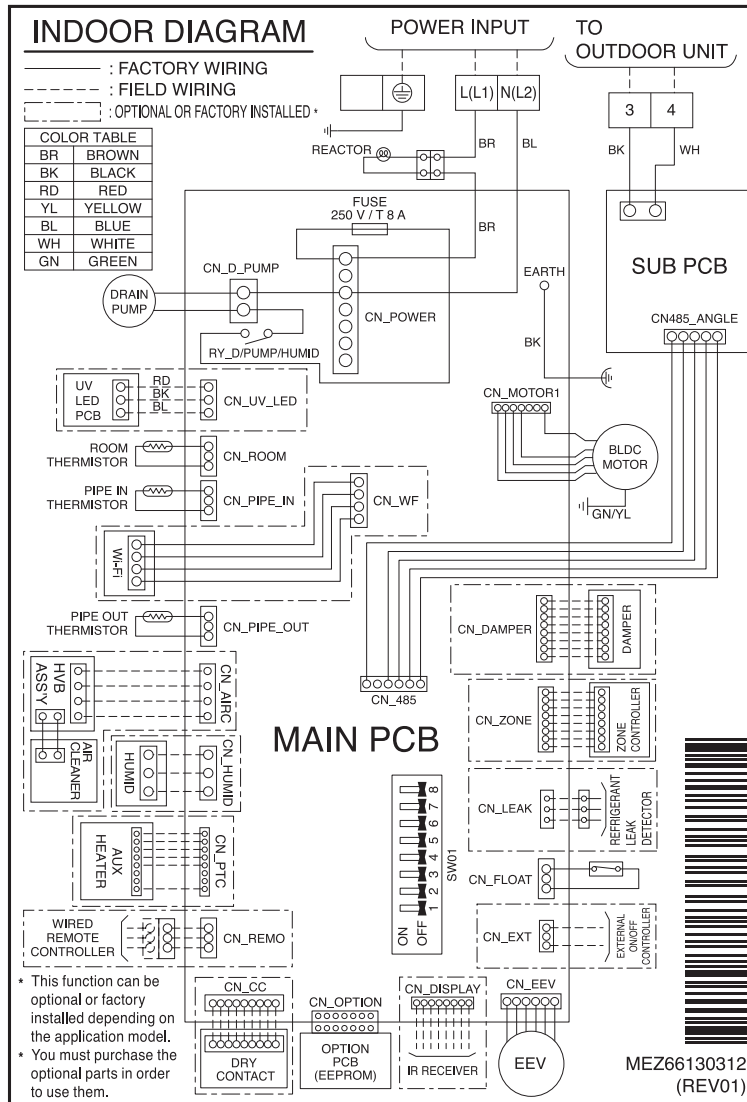 INDOOR DIAGRAM
: FACTORY WIRING
: FIELD WIRING
: OPTIONAL OR FACTORY INSTALLED *
COLOR TABLE
BR BROWN
BK BLACK
RD RED
YL YELLOW
BL BLUE
WH WHITE
GN GREEN
POWER INPUT
L(L1) N(L2)
TO
OUTDOOR UNIT
3 4
REACTOR
BR BL
BK WH
FUSE
250 V / T 8 A
BR
SUB PCB
CN485_ANGLE
CN_D_PUMP
DRAIN
PUMP
CN_POWER
RY_D/PUMP/HUMID
EARTH
BK
CN_MOTOR1
BLDC
MOTOR
GN/YL
UV
LED
PCB
RD
BK
BL
CN_UV_LED
ROOM
THERMISTOR
CN_ROOM
PIPE IN
THERMISTOR
CN_PIPE_IN
CN_WF
Wi-Fi
PIPE OUT
THERMISTOR
CN_PIPE_OUT
CN_DAMPER
DAMPER
HVB
ASS'Y
CN_AIRC
AIR
CLEANER
CN_485
CN_ZONE
ZONE
CONTROLLER
MAIN PCB
HUMID
CN_HUMID
CN_LEAK
REFRIGERANT
LEAK
DETECTOR
AUX
HEATER
CN_PTC
1 2 3 4 5 6 7 8
SW01
ON OFF
CN_FLOAT
WIRED
REMOTE
CONTROLLER
CN_REMO
CN_EXT
EXTERNAL
ON/OFF
CONTROLLER
* This function can be
optional or factory
installed depending on
the application model.
* You must purchase the
optional parts in order
to use them.
CN_CC
DRY
CONTACT
CN_OPTION
OPTION
PCB
(EEPROM)
CN_DISPLAY
IR RECEIVER
CN_EEV
EEV
MEZ66130312
(REV01)